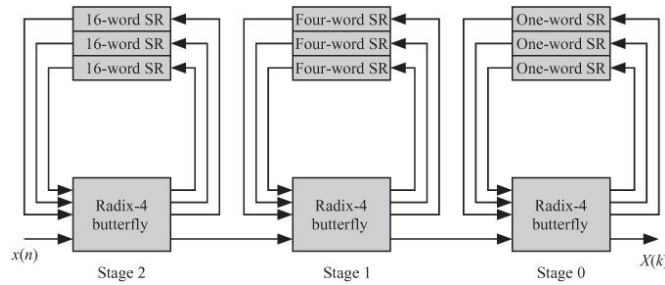 16-word SR
16-word SR
16-word SR
Four-word SR
Four-word SR
Four-word SR
One-word SR
One-word SR
One-word SR
Radix-4
butterfly
Radix-4
butterfly
Radix-4
butterfly
x(n)
X(k)
Stage 2
Stage 1
Stage 0